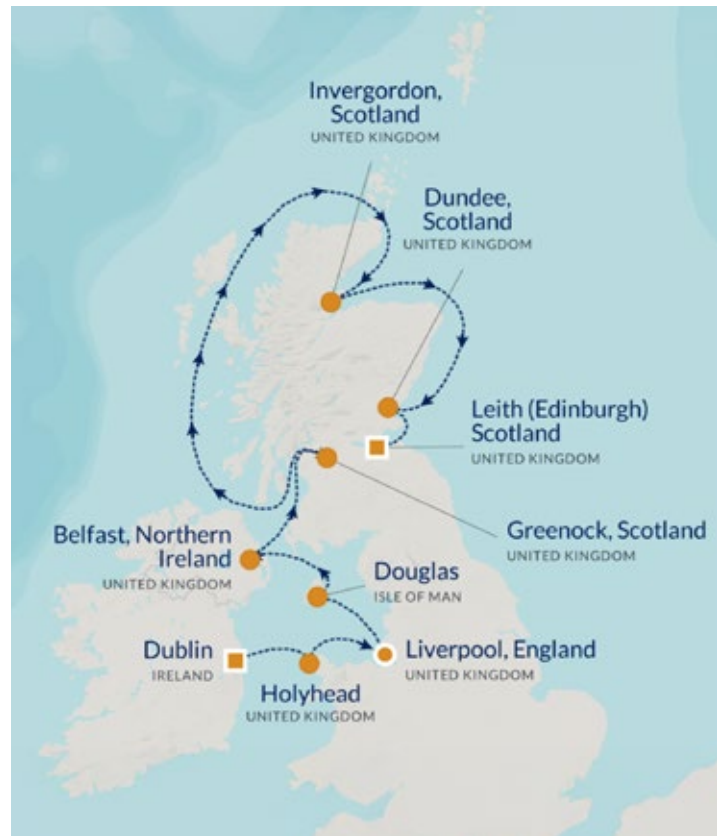 Invergordon,
Scotland
UNITED KINGDOM
Dundee,
Scotland
UNITED KINGDOM
Leith (Edinburgh)
Scotland
UNITED KINGDOM
Greenock, Scotland
UNITED KINGDOM
Belfast, Northern
Ireland
UNITED KINGDOM
Douglas
ISLE OF MAN
Dublin
IRELAND
Liverpool, England
UNITED KINGDOM
Holyhead
UNITED KINGDOM